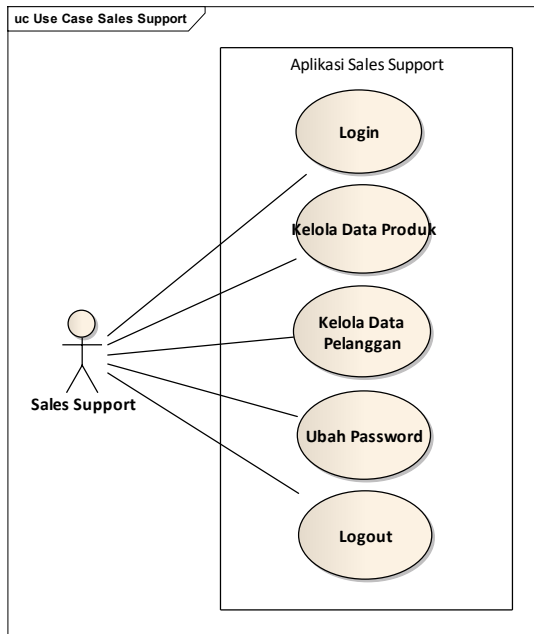 uc Use Case Sales Support
Aplikasi Sales Support
Login
Kelola Data Produk
Kelola Data
Pelanggan
Sales Support
Ubah Password
Logout